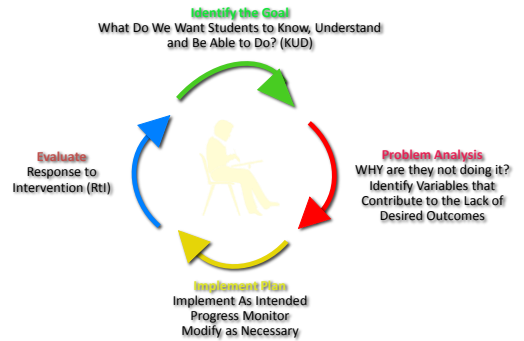 Identify the Goal
What Do We Want Students to Know, Understand
and Be Able to Do? (KUD)
Problem Analysis
WHY are they not doing it?
Identify Variables that
Contribute to the Lack of
Desired Outcomes
Implement Plan
Implement As Intended
Progress Monitor
Modify as Necessary
Evaluate
Response to
Intervention (RtI)